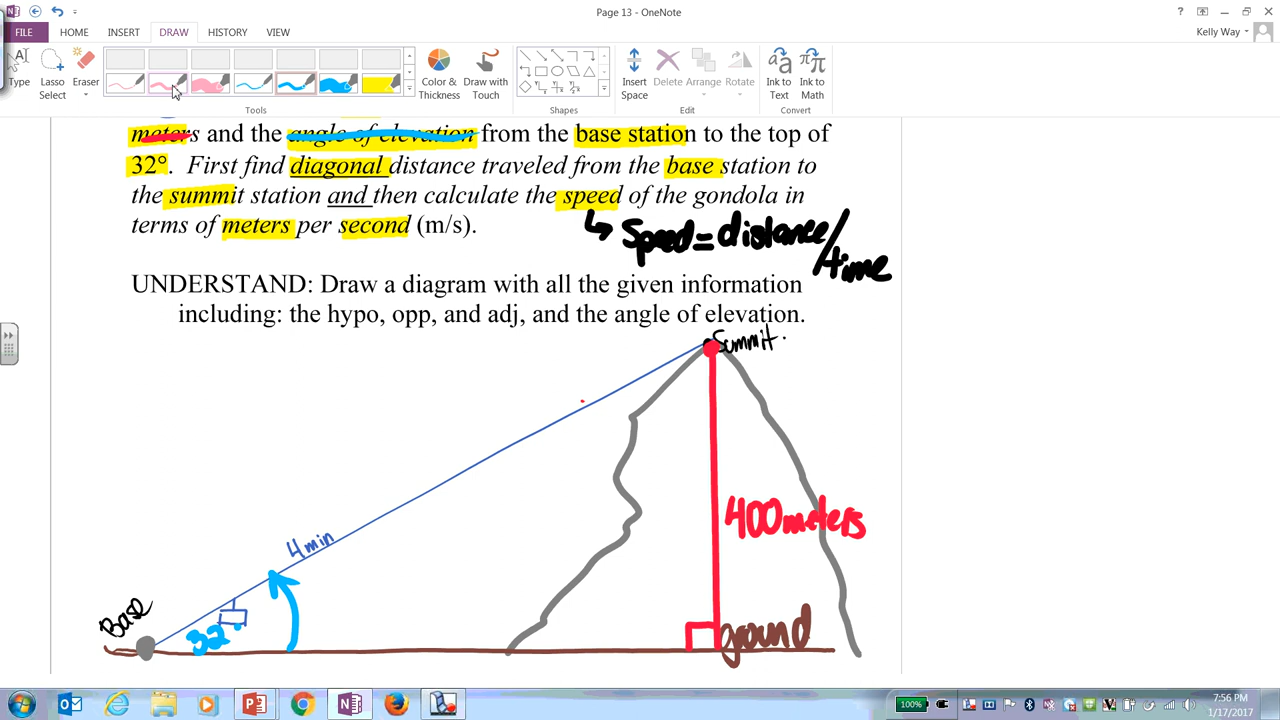 Page 13 - OneNote
?
FILE HOME INSERT DRAW HISTORY VIEW
Kelly Way
Type
Lasso Select
Eraser
Color & Thickness
Draw with Touch
Insert Space
Delete
Arrange
Rotate
Ink to Text
Ink to Math
Tools
Shapes
Edit
Convert
meters and the angle of elevation from the base station to the top of
32°. First find diagonal distance traveled from the base station to
the summit station and then calculate the speed of the gondola in
terms of meters per second (m/s).
Speed = distance/time
UNDERSTAND: Draw a diagram with all the given information
including: the hypo, opp, and adj, and the angle of elevation.
Summit.
400 meters
4 min
Base
32°
ground
100%
7:56 PM
1/17/2017